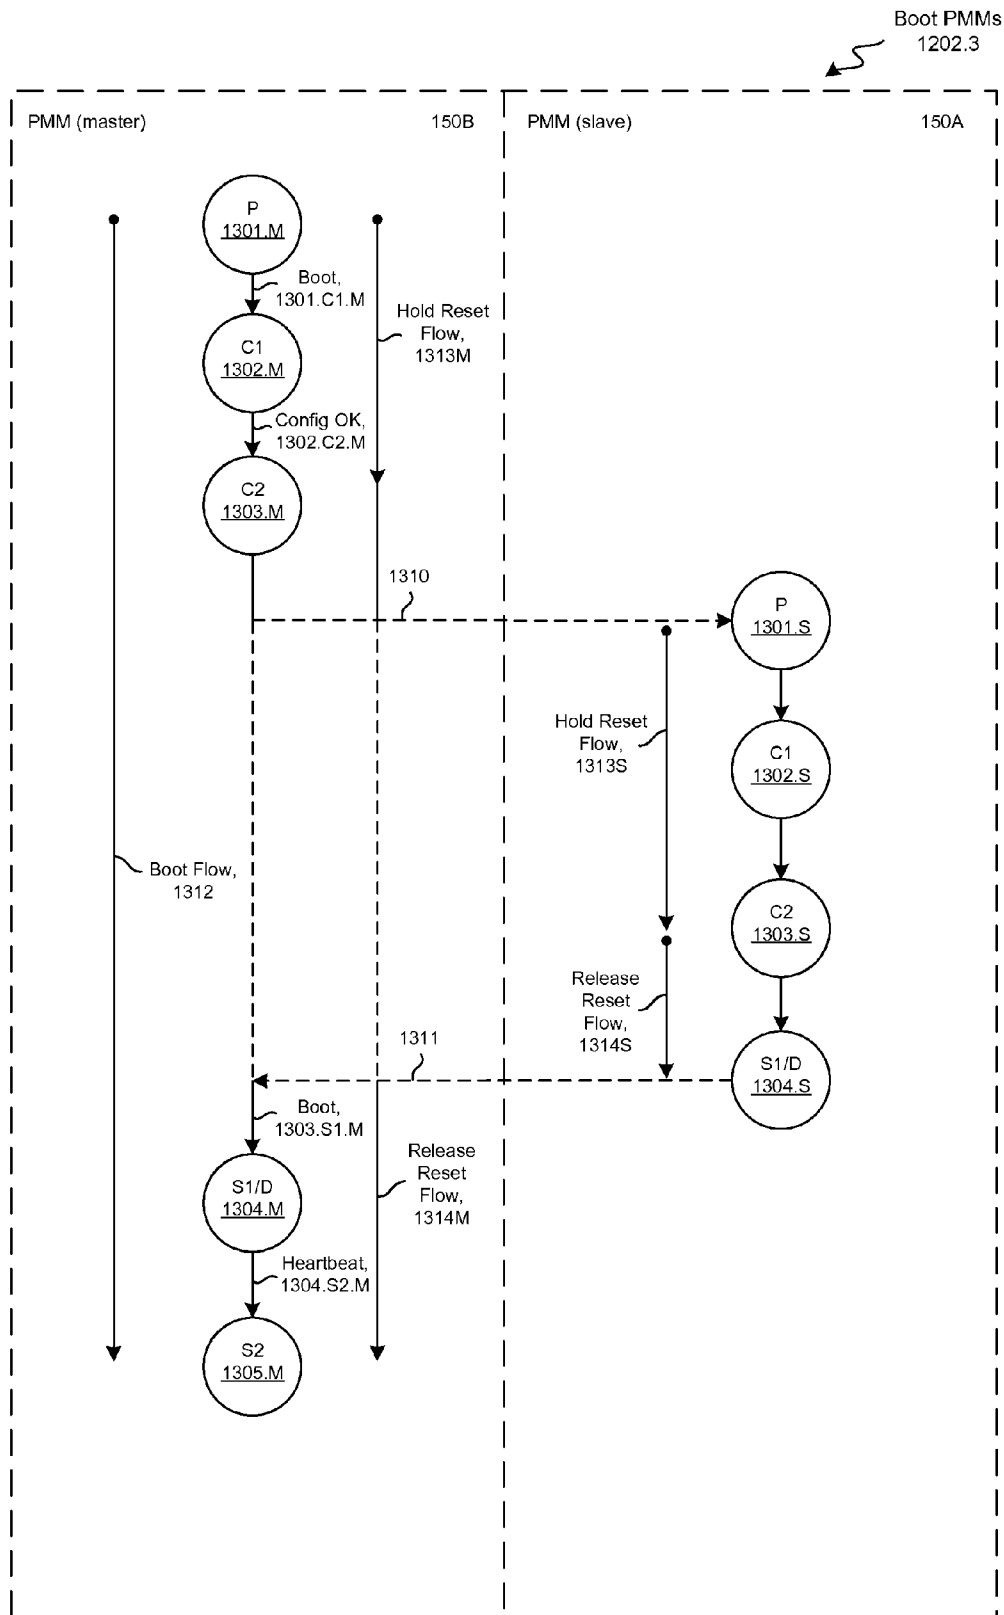 Boot PMMs
1202.3
PMM (master)
150B
PMM (slave)
150A
P
1301.M
Boot,
1301.C1.M
Hold Reset
Flow,
1313M
C1
1302.M
Config OK,
1302.C2.M
C2
1303.M
1310
P
1301.S
Hold Reset
Flow,
1313S
C1
1302.S
Boot Flow,
1312
C2
1303.S
Release
Reset
Flow,
1314S
1311
S1/D
1304.S
Boot,
1303.S1.M
Release
Reset
Flow,
1314M
S1/D
1304.M
Heartbeat,
1304.S2.M
S2
1305.M